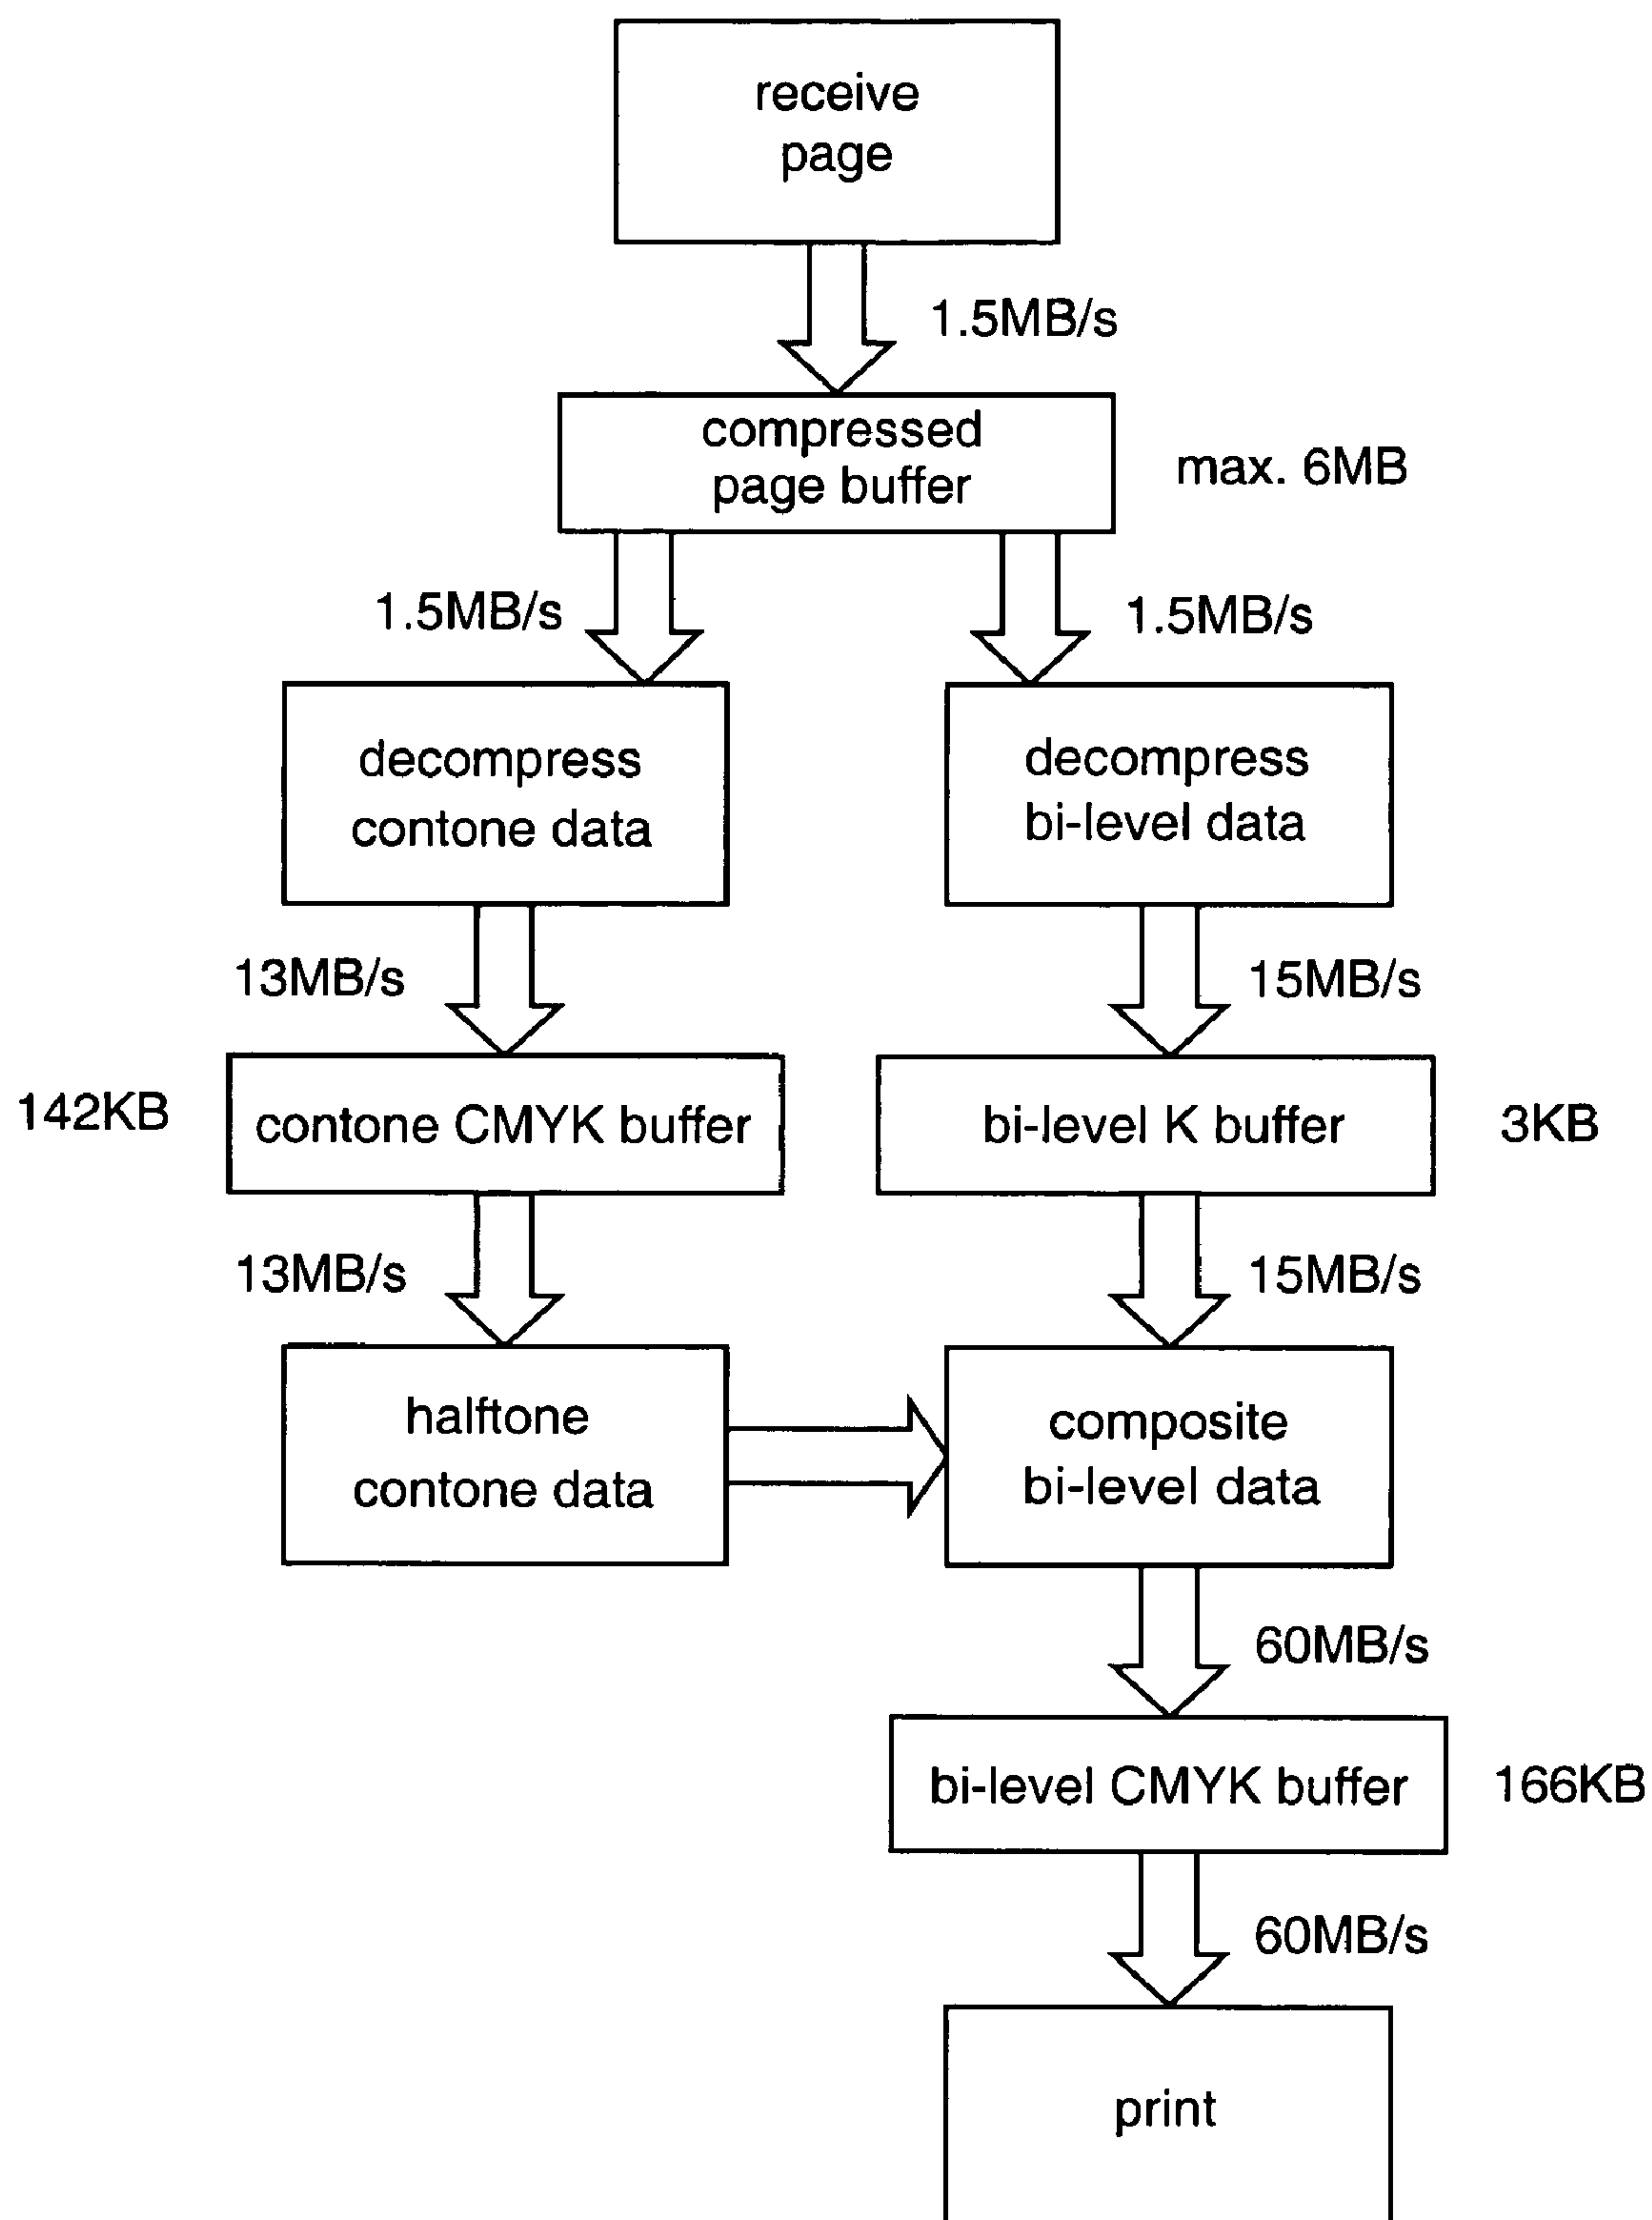 receive
page
1.5MB/s
compressed
page buffer
max. 6MB
1.5MB/s
1.5MB/s
decompress
contone data
decompress
bi-level data
13MB/s
15MB/s
142KB
contone CMYK buffer
bi-level K buffer
3KB
13MB/s
15MB/s
halftone
contone data
composite
bi-level data
60MB/s
bi-level CMYK buffer
166KB
60MB/s
print